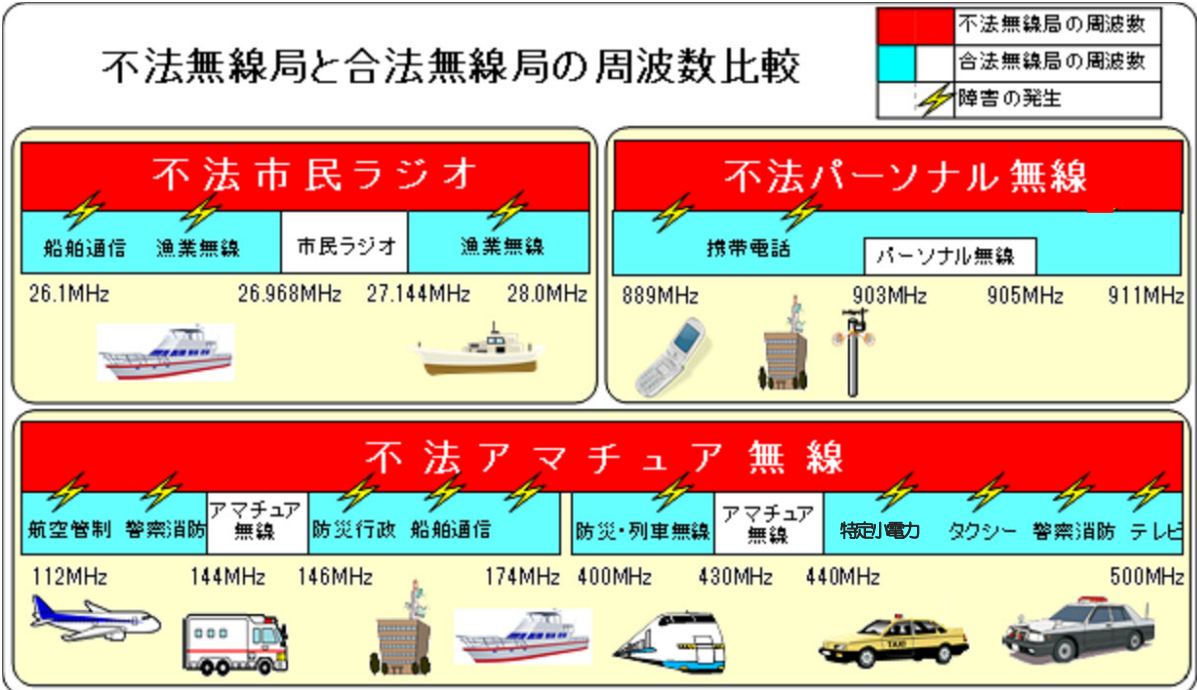 不法無線局と合法無線局の周波数比較
不法無線局の周波数
合法無線局の周波数
障害の発生
不法市民ラジオ
船舶通信 漁業無線 市民ラジオ 漁業無線
26.1MHz 26.968MHz 27.144MHz 28.0MHz
不法パーソナル無線
携帯電話 パーソナル無線
889MHz 903MHz 905MHz 911MHz
不法アマチュア無線
航空管制 警察消防 アマチュア無線 防災行政 船舶通信 防災・列車無線 アマチュア無線 特定小電力 タクシー 警察消防 テレビ
112MHz 144MHz 146MHz 174MHz 400MHz 430MHz 440MHz 500MHz
TAXI